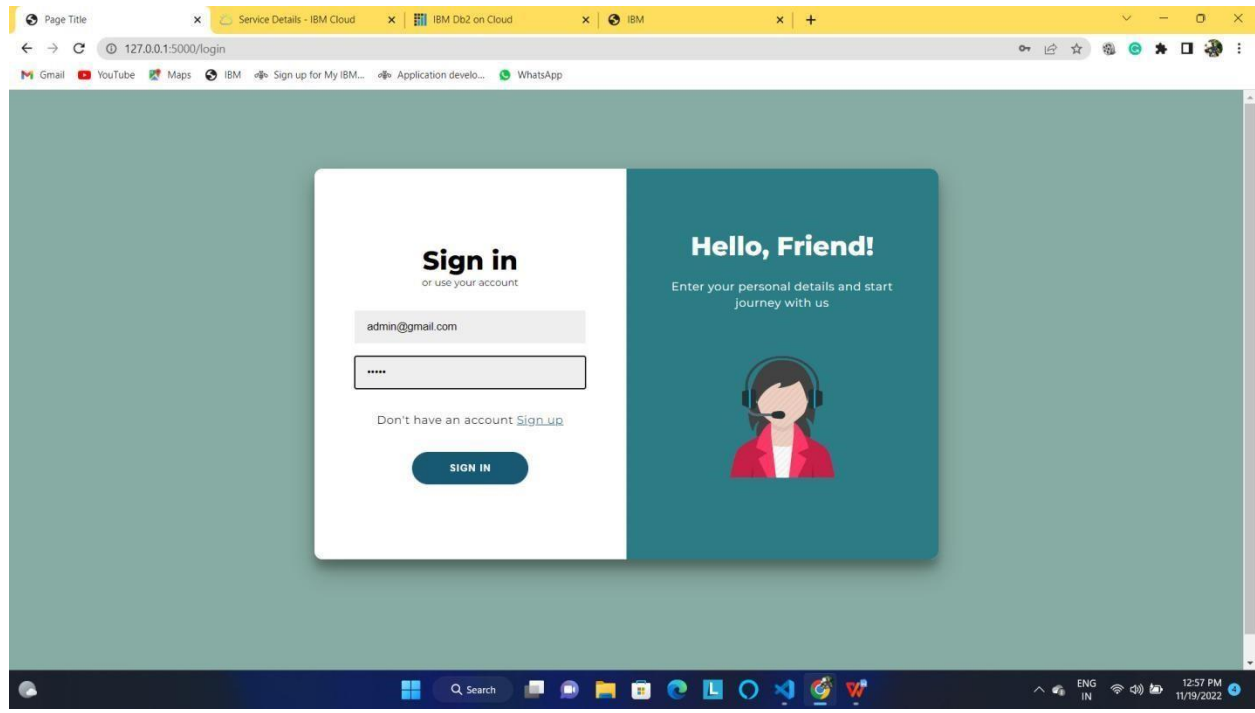 Page Title
Service Details - IBM Cloud
IBM Db2 on Cloud
IBM
127.0.0.1:5000/login
Gmail
YouTube
Maps
IBM
Sign up for My IBM...
Application develo...
WhatsApp
Sign in
or use your account
admin@gmail.com
•••••
Don't have an account Sign up
SIGN IN
Hello, Friend!
Enter your personal details and start
journey with us
Search
L
W
ENG
IN
12:57 PM
11/19/2022
4